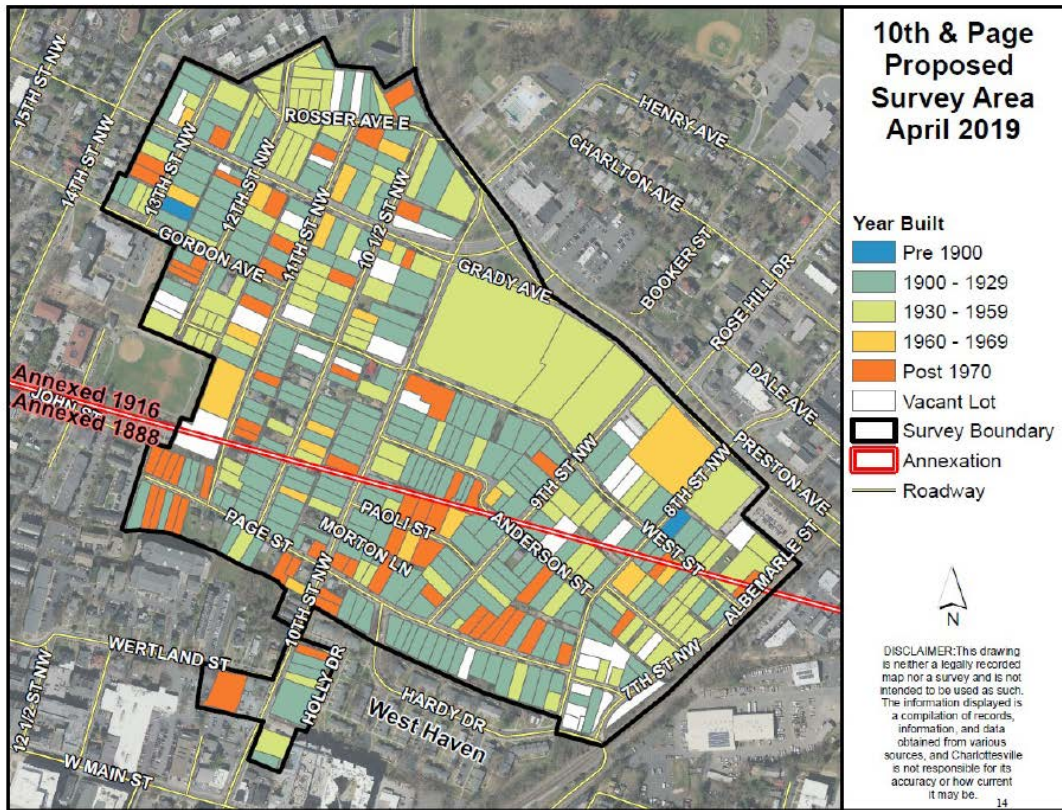 10th & Page
Proposed
Survey Area
April 2019
Year Built
Pre 1900
1900 - 1929
1930 - 1959
1960 - 1969
Post 1970
Vacant Lot
Survey Boundary
Annexation
Roadway
N
DISCLAIMER:This drawing
is neither a legally recorded
map nor a survey and is not
intended to be used as such.
The information displayed is
a compilation of records,
information, and data
obtained from various
sources, and Charlottesville
is not responsible for its
accuracy or how current
it may be.
14
15TH ST NW
14TH ST NW
13TH ST NW
12TH ST NW
11TH ST NW
10 1/2 ST NW
ROSSER AVE E
HENRY AVE
CHARLTON AVE
BOOKER ST
ROSE HILL DR
DALE AVE
PRESTON AVE
GORDON AVE
GRADY AVE
Annexed 1916
JOHN ST
Annexed 1888
9TH ST NW
8TH ST NW
WEST ST
ANDERSON ST
ALBEMARLE ST
PAOLI ST
MORTON LN
PAGE ST
10TH ST NW
7TH ST NW
WERTLAND ST
HOLLY DR
HARDY DR
West Haven
12 1/2 ST NW
W MAIN ST